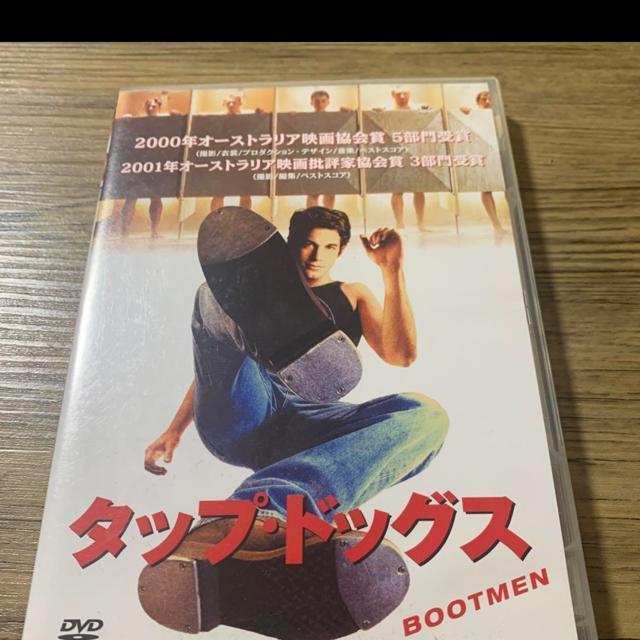 2000年オーストラリア映画協会賞 5部門受賞
(撮影/衣装/プロダクション・デザイン/音楽/ベストスコア)
2001年オーストラリア映画批評家協会賞 3部門受賞
(撮影/編集/ベストスコア)
タップ・ドッグス
BOOTMEN
DVD